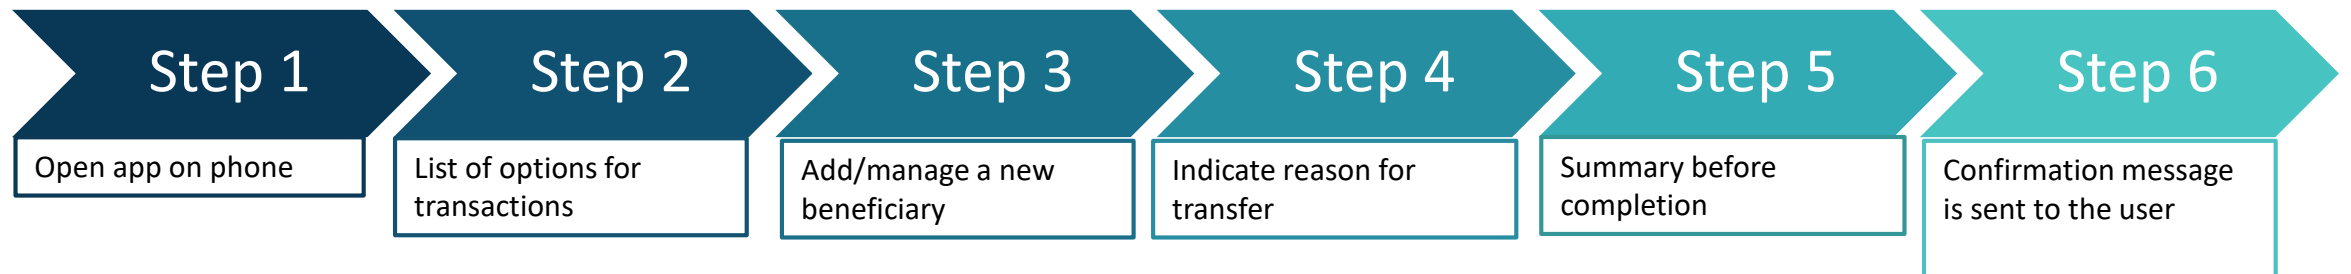 Step 1
Open app on phone
Step 2
List of options for
transactions
Step 3
Add/manage a new
beneficiary
Step 4
Indicate reason for
transfer
Step 5
Summary before
completion
Step 6
Confirmation message
is sent to the user